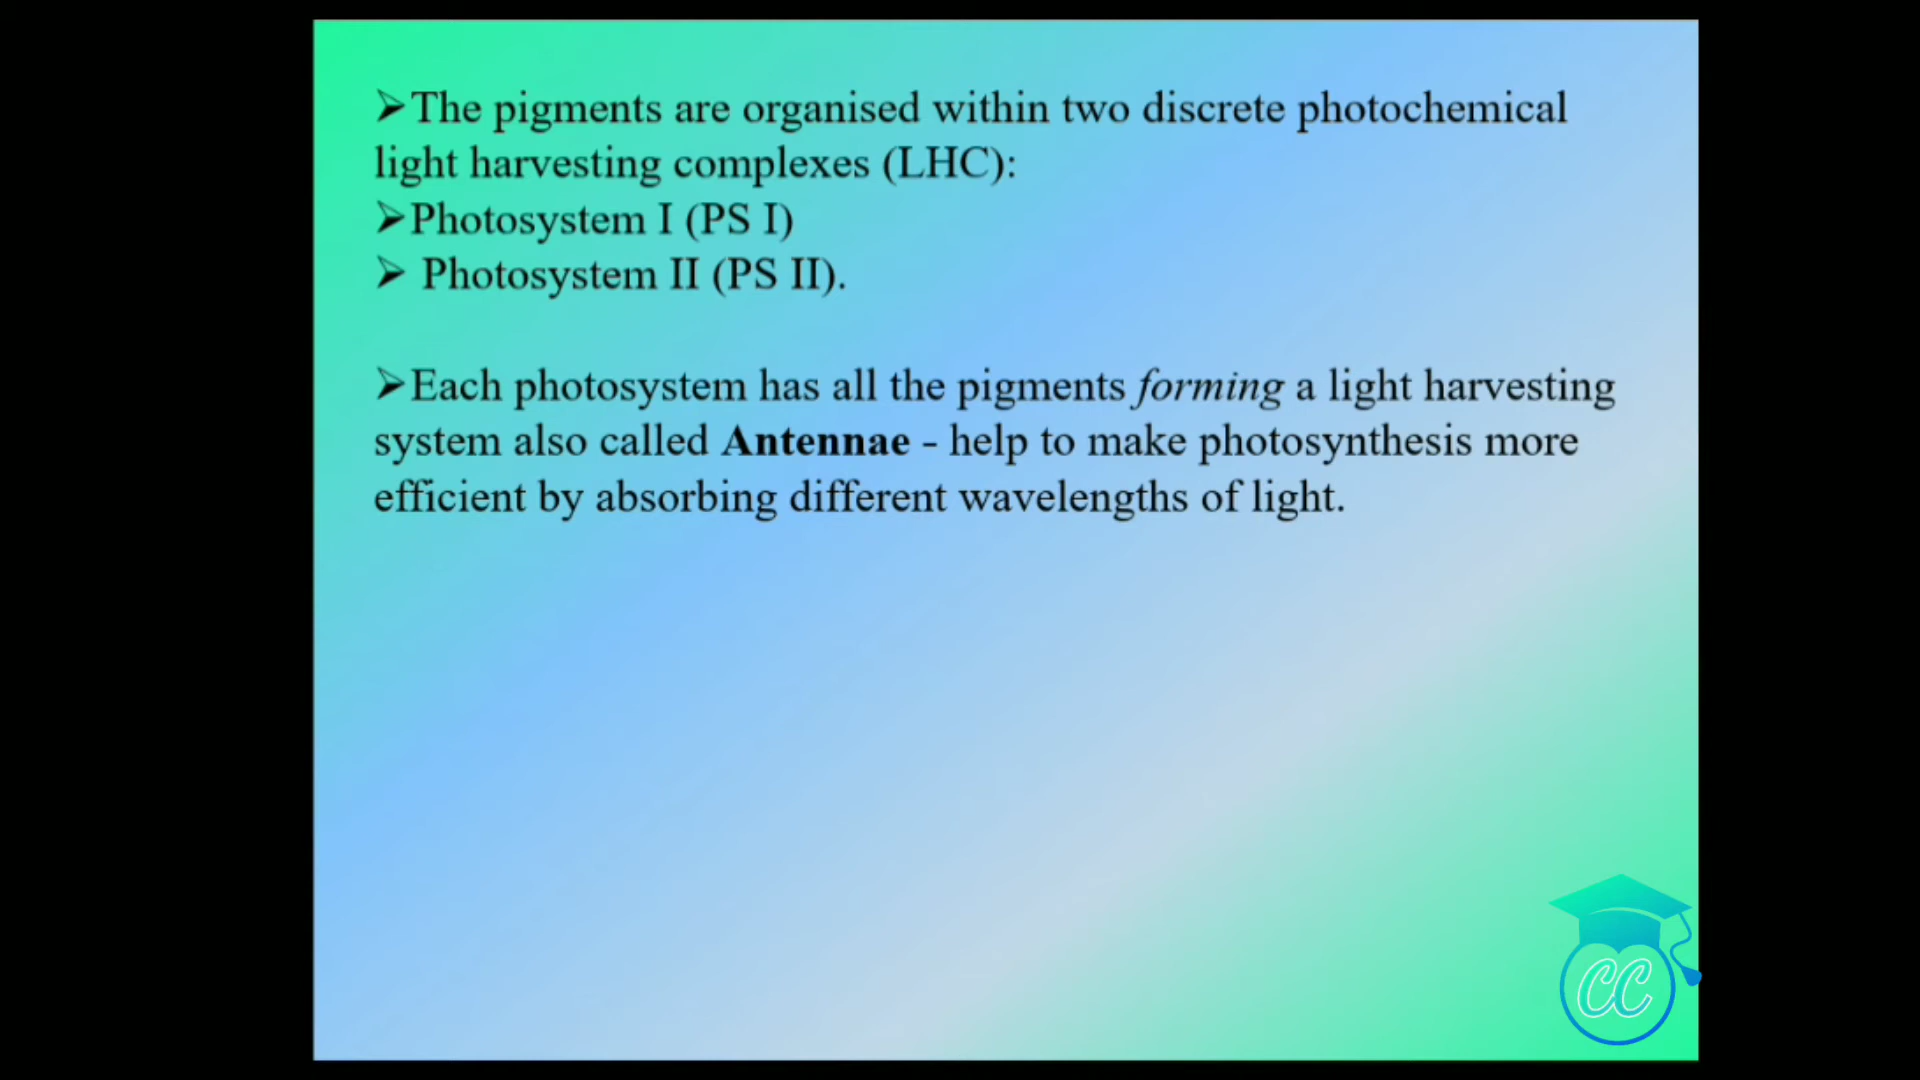 ➢The pigments are organised within two discrete photochemical
light harvesting complexes (LHC):
➢Photosystem I (PS I)
➢ Photosystem II (PS II).
➢Each photosystem has all the pigments forming a light harvesting
system also called Antennae - help to make photosynthesis more
efficient by absorbing different wavelengths of light.
CC